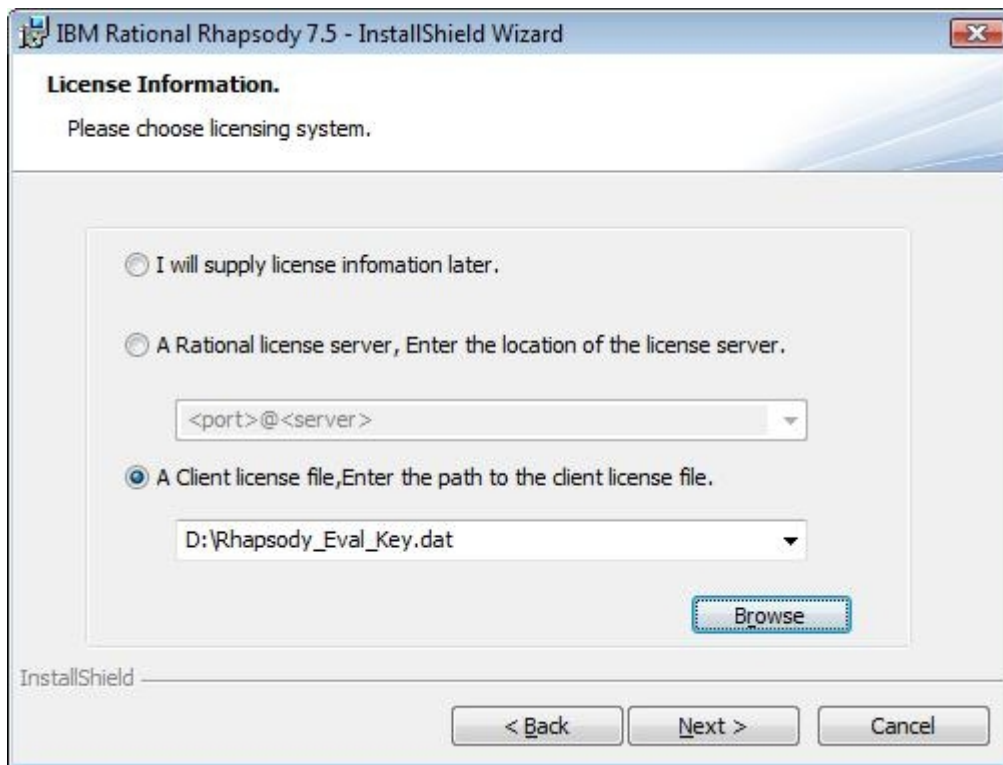 IBM Rational Rhapsody 7.5 - InstallShield Wizard
License Information.
Please choose licensing system.
I will supply license infomation later.
A Rational license server, Enter the location of the license server.
<port>@<server>
A Client license file,Enter the path to the client license file.
D:\Rhapsody_Eval_Key.dat
Browse
InstallShield
< Back
Next >
Cancel